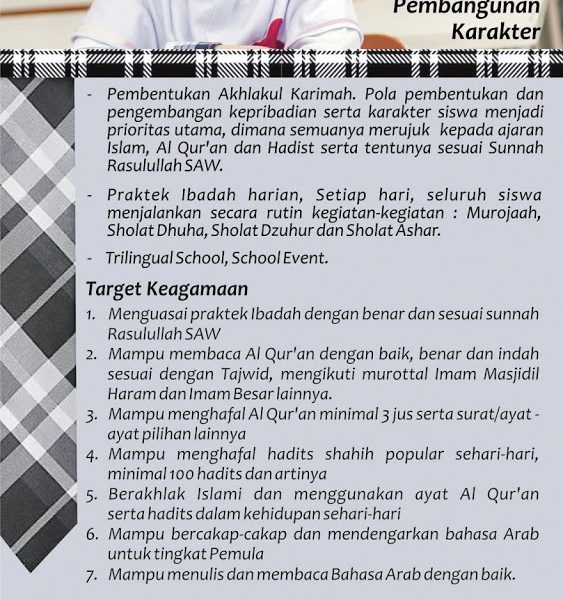 Pembangunan
Karakter
- Pembentukan Akhlakul Karimah. Pola pembentukan dan
pengembangan kepribadian serta karakter siswa menjadi
prioritas utama, dimana semuanya merujuk kepada ajaran
Islam, Al Qur'an dan Hadist serta tentunya sesuai Sunnah
Rasulullah SAW.
- Praktek Ibadah harian, Setiap hari, seluruh siswa
menjalankan secara rutin kegiatan-kegiatan : Murojaah,
Sholat Dhuha, Sholat Dzuhur dan Sholat Ashar.
- Trilingual School, School Event.
Target Keagamaan
1. Menguasai praktek Ibadah dengan benar dan sesuai sunnah
Rasulullah SAW
2. Mampu membaca Al Qur'an dengan baik, benar dan indah
sesuai dengan Tajwid, mengikuti murottal Imam Masjidil
Haram dan Imam Besar lainnya.
3. Mampu menghafal Al Qur'an minimal 3 jus serta surat/ayat -
ayat pilihan lainnya
4. Mampu menghafal hadits shahih popular sehari-hari,
minimal 100 hadits dan artinya
5. Berakhlak Islami dan menggunakan ayat Al Qur'an
serta hadits dalam kehidupan sehari-hari
6. Mampu bercakap-cakap dan mendengarkan bahasa Arab
untuk tingkat Pemula
7. Mampu menulis dan membaca Bahasa Arab dengan baik.